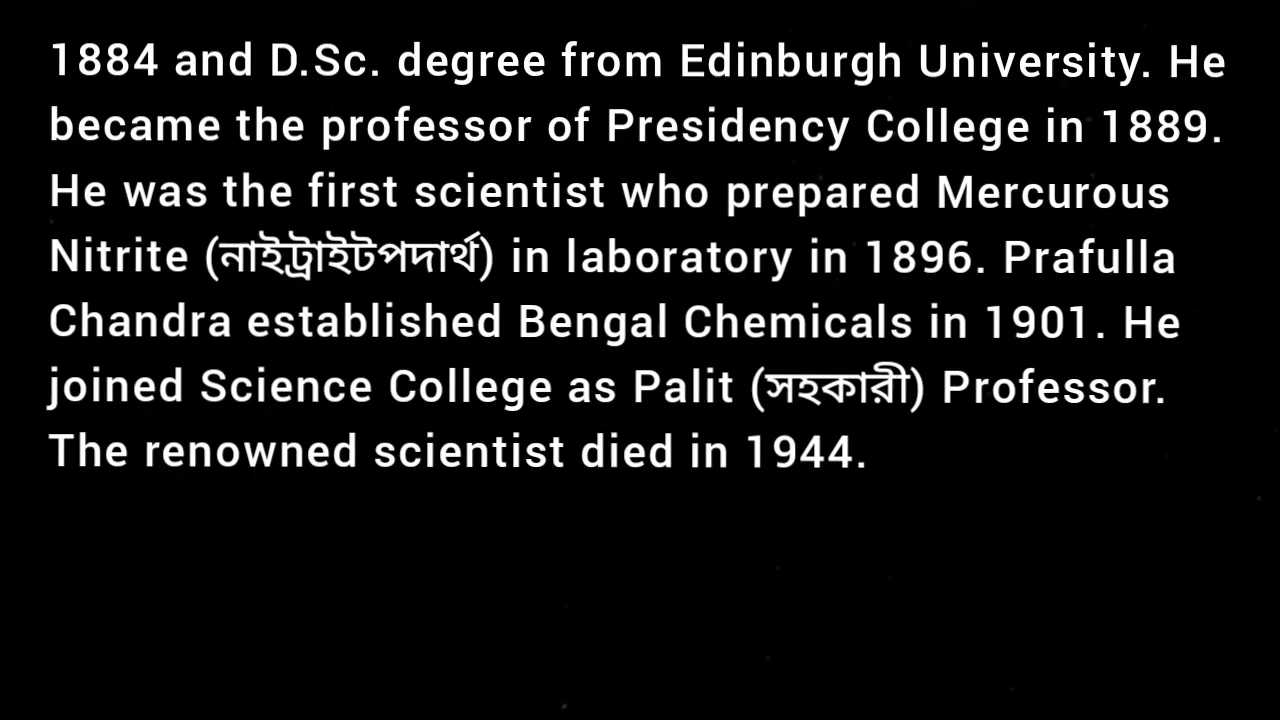 1884 and D.Sc. degree from Edinburgh University. He
became the professor of Presidency College in 1889.
He was the first scientist who prepared Mercurous
Nitrite (নাইট্রাইটপদার্থ) in laboratory in 1896. Prafulla
Chandra established Bengal Chemicals in 1901. He
joined Science College as Palit (সহকারী) Professor.
The renowned scientist died in 1944.